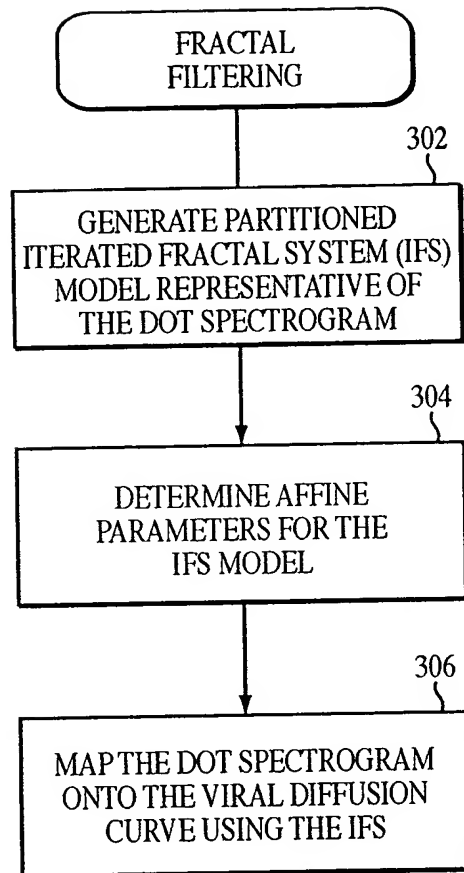 FRACTAL
FILTERING
302
GENERATE PARTITIONED
ITERATED FRACTAL SYSTEM (IFS)
MODEL REPRESENTATIVE OF
THE DOT SPECTROGRAM
304
DETERMINE AFFINE
PARAMETERS FOR THE
IFS MODEL
306
MAP THE DOT SPECTROGRAM
ONTO THE VIRAL DIFFUSION
CURVE USING THE IFS